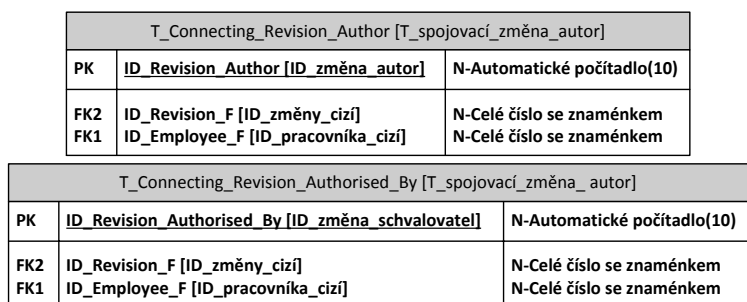 T_Connecting_Revision_Author [T_spojovací_změna_autor]
PK ID_Revision_Author [ID_změna_autor] N-Automatické počítadlo(10)
FK2 ID_Revision_F [ID_změny_cizí] N-Celé číslo se znaménkem
FK1 ID_Employee_F [ID_pracovníka_cizí] N-Celé číslo se znaménkem
T_Connecting_Revision_Authorised_By [T_spojovací_změna_ autor]
PK ID_Revision_Authorised_By [ID_změna_schvalovatel] N-Automatické počítadlo(10)
FK2 ID_Revision_F [ID_změny_cizí] N-Celé číslo se znaménkem
FK1 ID_Employee_F [ID_pracovníka_cizí] N-Celé číslo se znaménkem